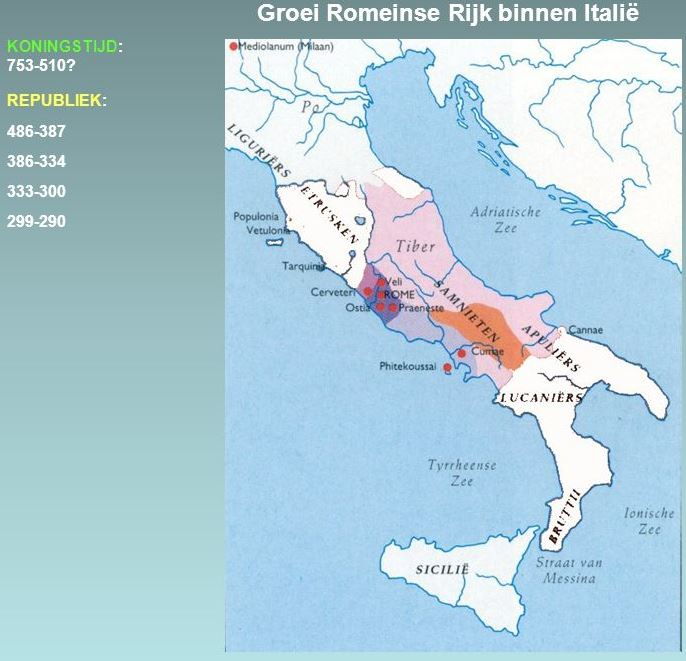 Groei Romeinse Rijk binnen Italië
KONINGSTIJD:
753-510?
REPUBLIEK:
486-387
386-334
333-300
299-290
Mediolanum (Milaan)
Po
LIGURIËRS
ETRUSKEN
Adriatische
Zee
Populonia
Vetulonia
Tiber
Tarquinia
Veii
Cerveteri
ROME
Ostia
Praeneste
SAMNIETEN
APULIËRS
Cannae
Cumae
Phitekoussai
LUCANIËRS
Tyrrheense
Zee
BRUTTII
Ionische
Zee
SICILIË
Straat van
Messina